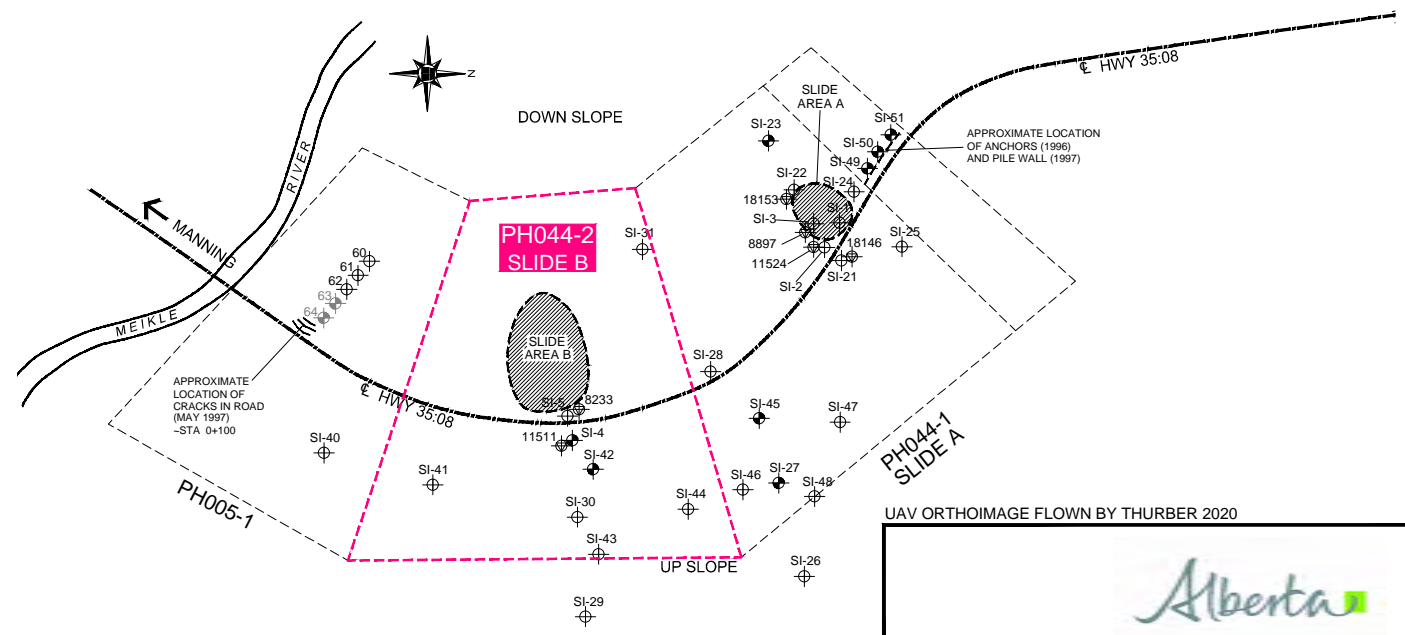 N
DOWN SLOPE
SLIDE
AREA A
SI-23
SI-51
SI-50
SI-49
APPROXIMATE LOCATION
OF ANCHORS (1996)
AND PILE WALL (1997)
℄ HWY 35:08
SI-22
SI-24
18153
SI-3
SI-1
8897
11524
SI-2
SI-21
18146
SI-25
RIVER
MEIKLE
MANNING
60
61
62
63
64
PH044-2
SLIDE B
SI-31
SLIDE
AREA B
SI-28
APPROXIMATE
LOCATION OF
CRACKS IN ROAD
(MAY 1997)
~STA 0+100
℄ HWY 35:08
SI-5
8233
11511
SI-4
SI-42
SI-45
SI-47
SI-40
SI-41
PH005-1
SI-30
SI-43
SI-44
SI-46
SI-27
SI-48
PH044-1
SLIDE A
UP SLOPE
SI-26
SI-29
UAV ORTHOIMAGE FLOWN BY THURBER 2020
Alberta